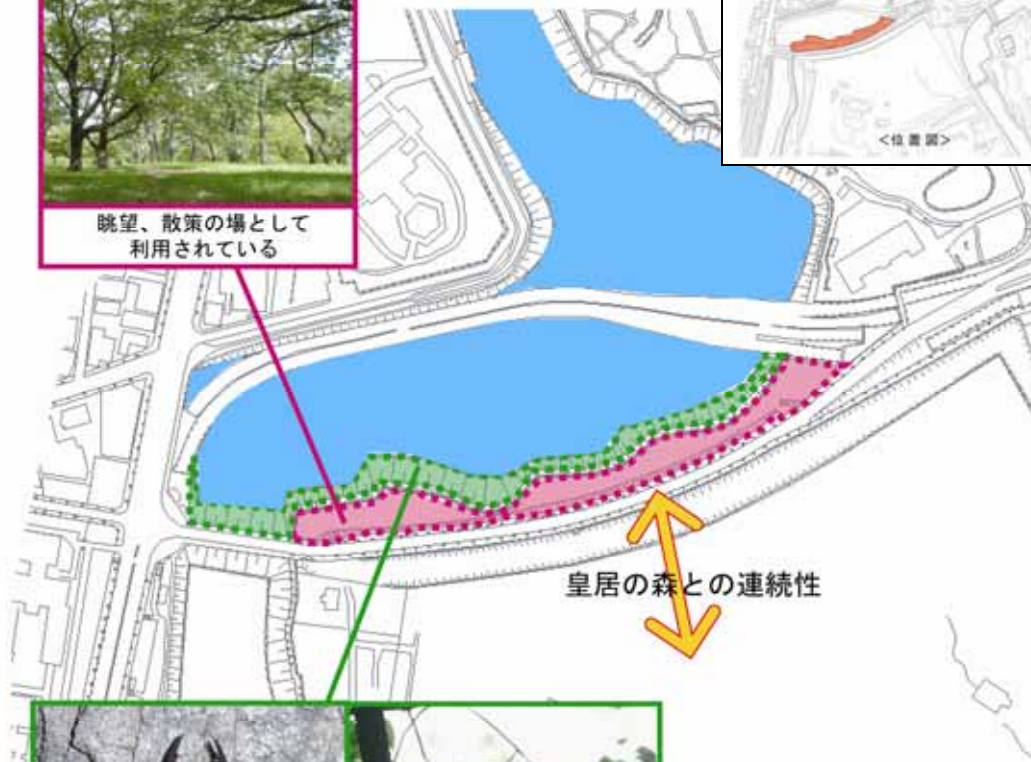 <位置図>
眺望、散策の場として
利用されている
皇居の森との連続性